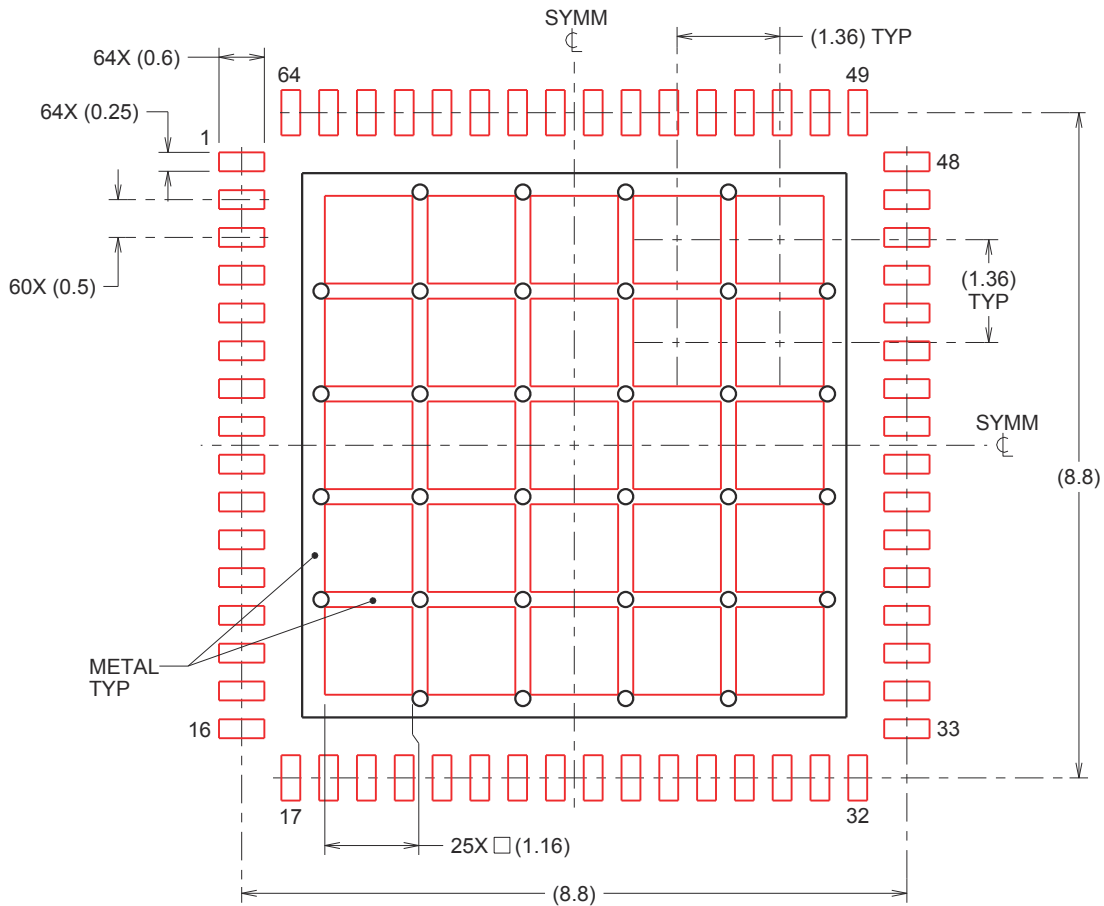 SYMM
℄
(1.36) TYP
64X (0.6)
64
49
64X (0.25)
1
48
60X (0.5)
(1.36)
TYP
SYMM
℄
(8.8)
METAL
TYP
16
33
17
32
25X □ (1.16)
(8.8)